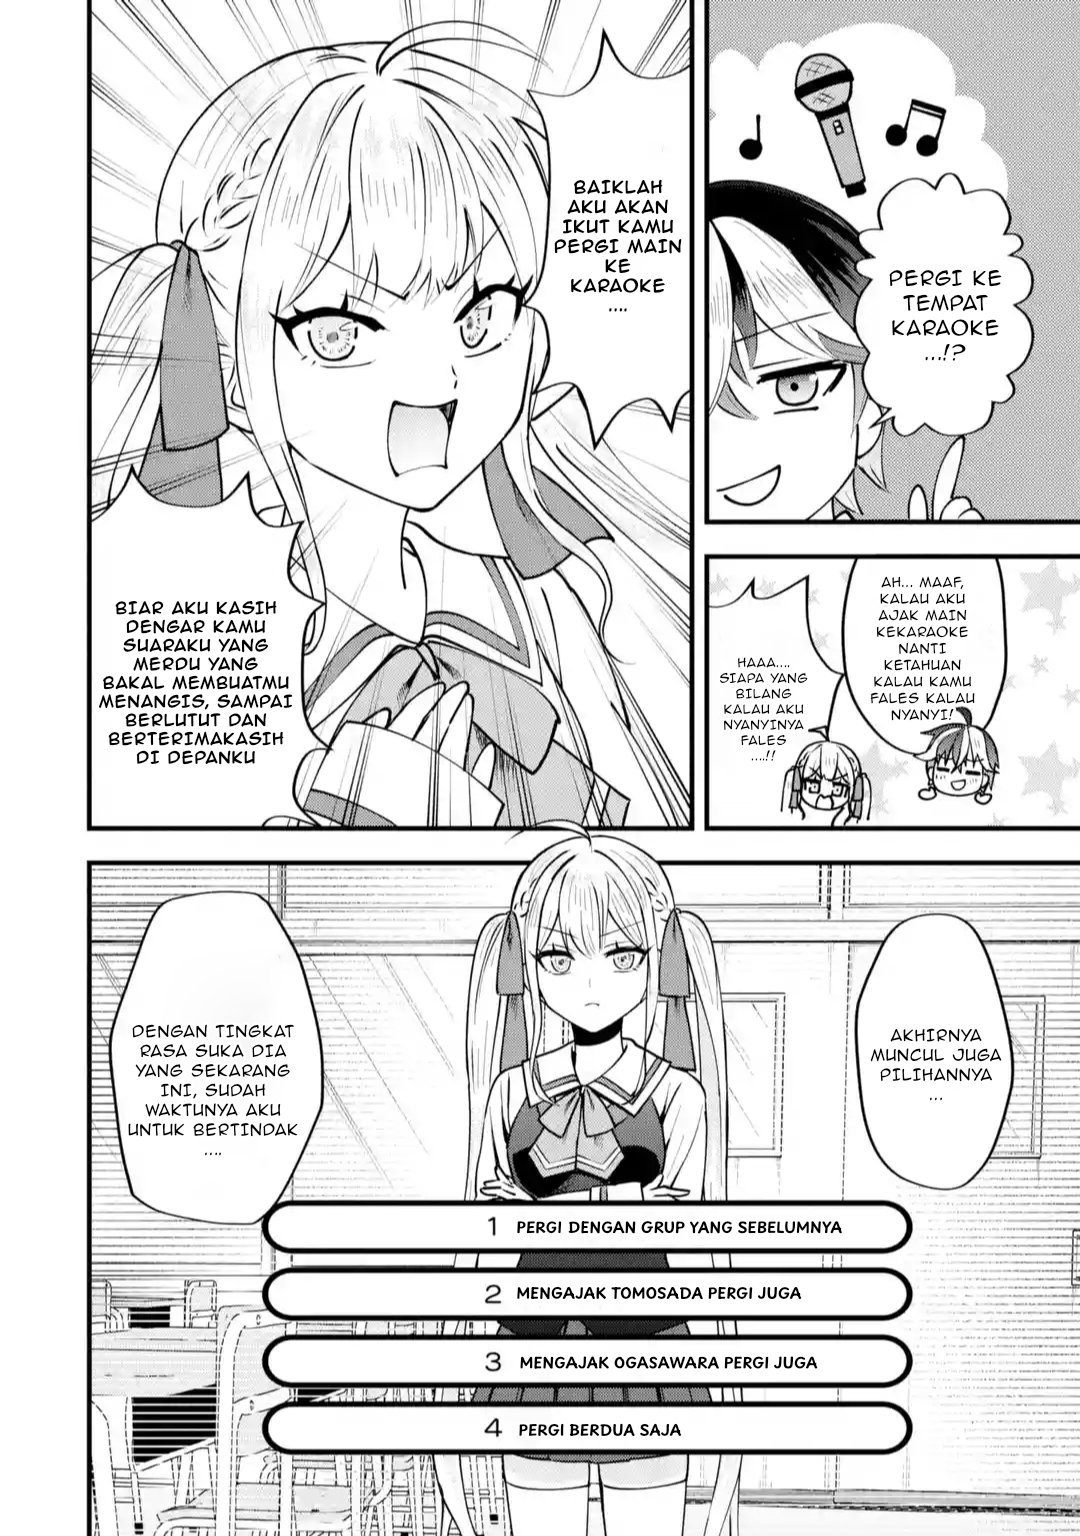 PERGI KE
TEMPAT
KARAOKE
...!?
AH... MAAF,
KALAU AKU
AJAK MAIN
KEKARAOKE
NANTI
KETAHUAN
KALAU KAMU
FALES KALAU
NYANYI!
HAAA....
SIAPA YANG
BILANG
KALAU AKU
NYANYINYA
FALES
....!!
BAIKLAH
AKU AKAN
IKUT KAMU
PERGI MAIN
KE
KARAOKE
....
BIAR AKU KASIH
DENGAR KAMU
SUARAKU YANG
MERDU YANG
BAKAL MEMBUATMU
MENANGIS, SAMPAI
BERLUTUT DAN
BERTERIMAKASIH
DI DEPANKU
AKHIRNYA
MUNCUL JUGA
PILIHANNYA
...
DENGAN TINGKAT
RASA SUKA DIA
YANG SEKARANG
INI, SUDAH
WAKTUNYA AKU
UNTUK BERTINDAK
....
1 PERGI DENGAN GRUP YANG SEBELUMNYA
2 MENGAJAK TOMOSADA PERGI JUGA
3 MENGAJAK OGASAWARA PERGI JUGA
4 PERGI BERDUA SAJA